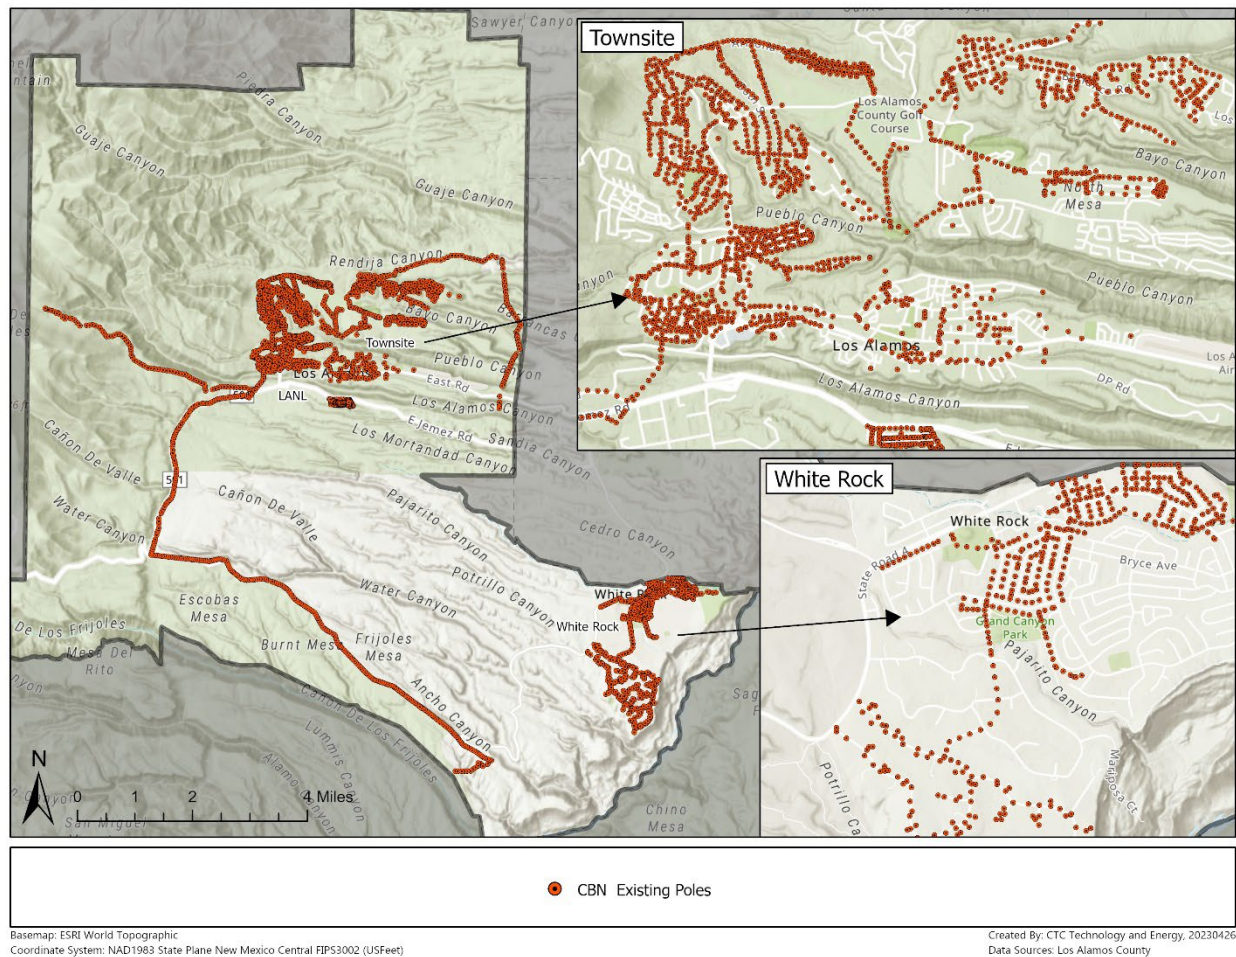 Sawyer Canyon
Piedra Canyon
Guaje Canyon
Guaje Canyon
Rendija Canyon
Bayo Canyon
Townsite
Pueblo Canyon
East Rd
LANL
Los Alamos Canyon
E Jemez Rd
Sandia Canyon
Los Mortandad Canyon
Cañon De Valle
501
Cañon De Valle
Pajarito Canyon
Water Canyon
Cedro Canyon
Potrillo Canyon
Water Canyon
Escobas
Mesa
White Rock
De Los Frijoles
Burnt Mesa
Frijoles
Mesa
Mesa Del
Rito
Ancho Canyon
Cañon De Los Frijoles
Lummis Canyon
Alamo Canyon
Chino
Mesa
San Miguel
N
0 1 2 4 Miles
Townsite
Los Alamos
County Golf
Course
Bayo Canyon
North
Mesa
Pueblo Canyon
Pueblo Canyon
Los Alamos
DP Rd
Los Alamos Canyon
White Rock
White Rock
State Road 4
Bryce Ave
Grand Canyon
Park
Pajarito Canyon
Mariposa Ct
Potrillo Ca
CBN Existing Poles
Basemap: ESRI World Topographic
Coordinate System: NAD1983 State Plane New Mexico Central FIPS3002 (USFeet)
Created By: CTC Technology and Energy, 20230426
Data Sources: Los Alamos County